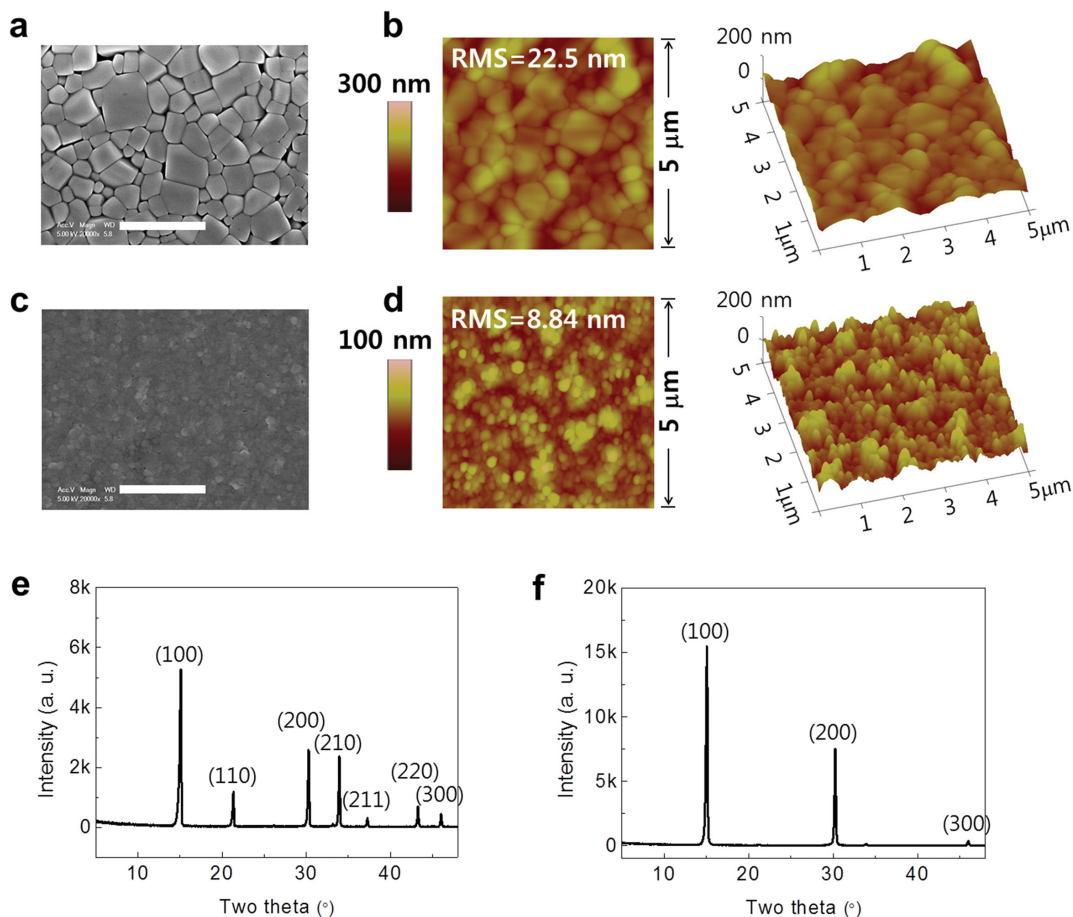 a
Acc.V Magn WD
5.00 kV 20000x 5.8
b
300 nm
RMS=22.5 nm
5 μm
200 nm
0
5
4
3
2
1μm
1
2
3
4
5μm
c
Acc.V Magn WD
5.00 kV 20000x 5.8
d
100 nm
RMS=8.84 nm
5 μm
200 nm
0
5
4
3
2
1μm
1
2
3
4
5μm
e
8k
6k
4k
2k
0
Intensity (a. u.)
(100)
(110)
(200)
(210)
(211)
(220)
(300)
10
20
30
40
Two theta (°)
f
20k
15k
10k
5k
0
Intensity (a. u.)
(100)
(200)
(300)
10
20
30
40
Two theta (°)